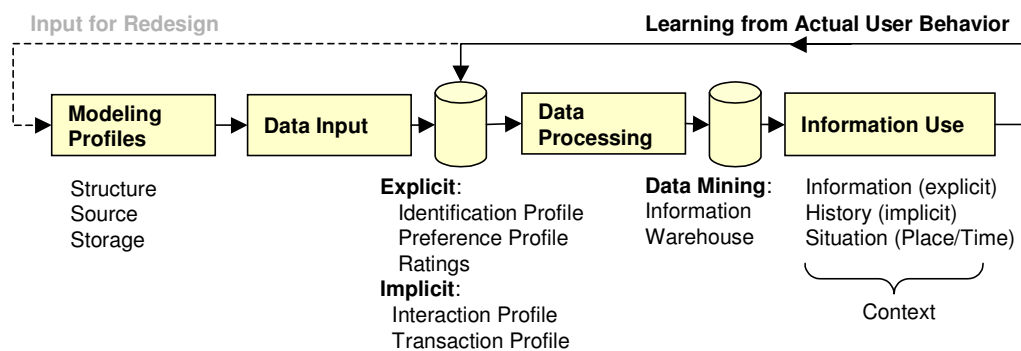 Input for Redesign
Learning from Actual User Behavior
Modeling
Profiles
Data Input
Data
Processing
Information Use
Structure
Source
Storage
Explicit:
Identification Profile
Preference Profile
Ratings
Implicit:
Interaction Profile
Transaction Profile
Data Mining:
Information
Warehouse
Information (explicit)
History (implicit)
Situation (Place/Time)
Context